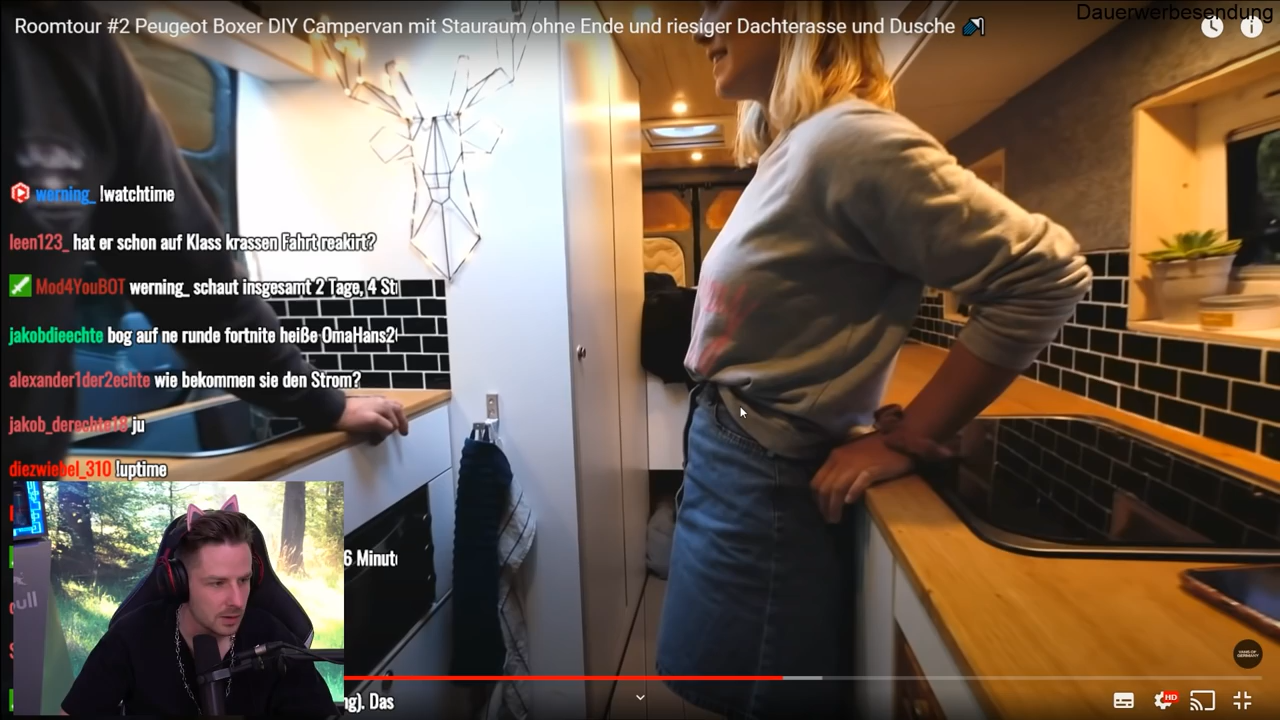 Dauerwerbesendung
Roomtour #2 Peugeot Boxer DIY Campervan mit Stauraum ohne Ende und riesiger Dachterasse und Dusche
werning_ !watchtime
leen123_ hat er schon auf Klass krassen Fahrt reakirt?
Mod4YouBOT werning_ schaut insgesamt 2 Tage, 4
jakobdieechte bog auf ne runde fortnite heiße OmaHans2
alexander1der2echte wie bekommen sie den Strom?
jakob_derechte18 ju
diezwiebel_310 !uptime
6
HD
Das